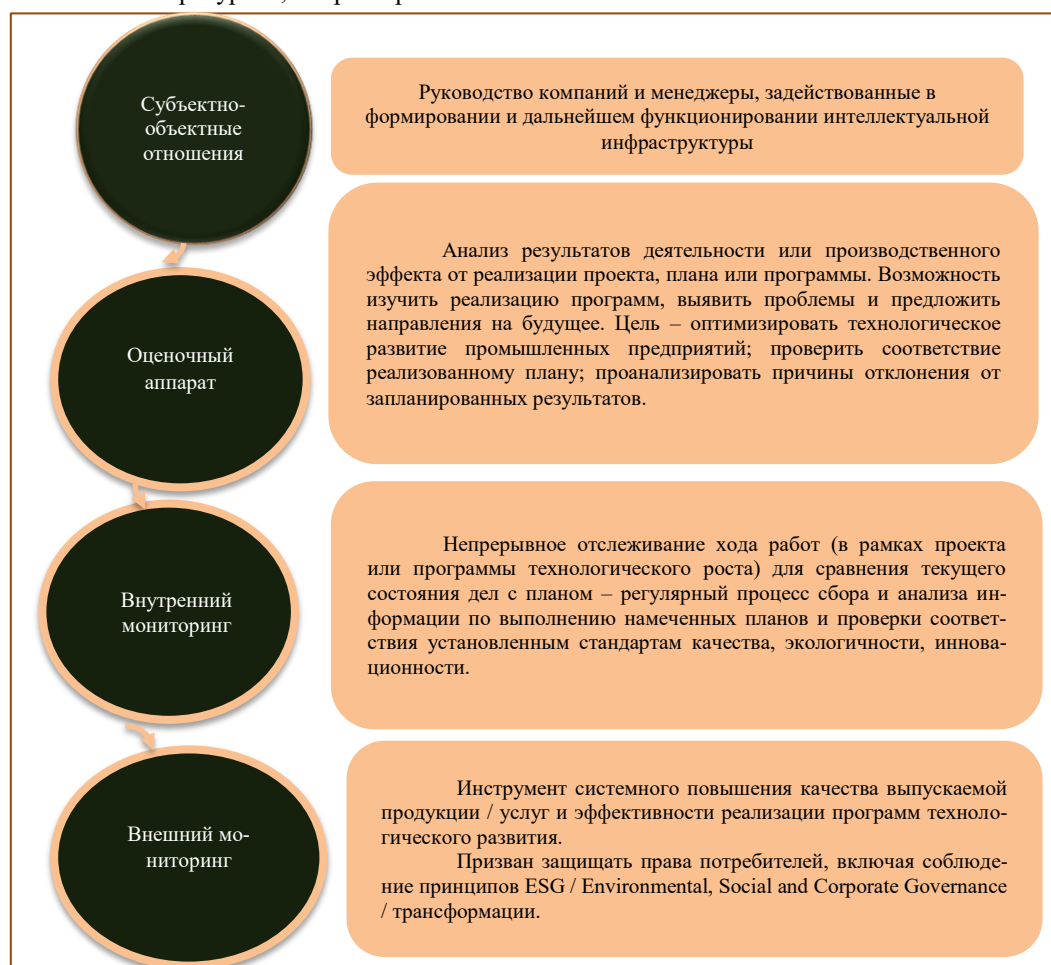 Субъектно-
объектные
отношения
Руководство компаний и менеджеры, задействованные в
формировании и дальнейшем функционировании интеллектуальной
инфраструктуры
Оценочный
аппарат
Анализ результатов деятельности или производственного
эффекта от реализации проекта, плана или программы. Возможность
изучить реализацию программ, выявить проблемы и предложить
направления на будущее. Цель – оптимизировать технологическое
развитие промышленных предприятий; проверить соответствие
реализованному плану; проанализировать причины отклонения от
запланированных результатов.
Внутренний
мониторинг
Непрерывное отслеживание хода работ (в рамках проекта
или программы технологического роста) для сравнения текущего
состояния дел с планом – регулярный процесс сбора и анализа ин-
формации по выполнению намеченных планов и проверки соответ-
ствия установленным стандартам качества, экологичности, иннова-
ционности.
Внешний мо-
ниторинг
Инструмент системного повышения качества выпускаемой
продукции / услуг и эффективности реализации программ техноло-
гического развития.
Призван защищать права потребителей, включая соблюде-
ние принципов ESG / Environmental, Social and Corporate Governance
/ трансформации.